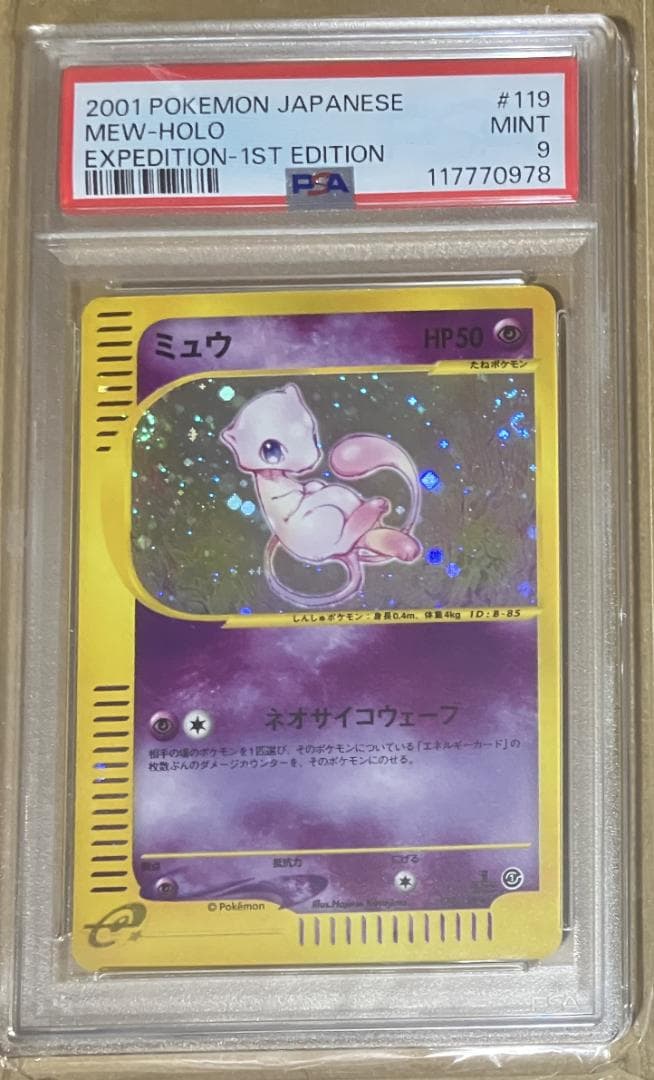 2001 POKEMON JAPANESE #119
MEW-HOLO MINT
EXPEDITION-1ST EDITION 9
PSA 117770978
ミュウ HP50
たねポケモン
しんしゅポケモン：身長0.4m、体重4kg ID:B-85
ネオサイコウェーブ
相手の場のポケモンを1匹選び、そのポケモンについている「エネルギーカード」の
枚数ぶんのダメージカウンターを、そのポケモンにのせる。
抵抗力 にげる
© Pokémon Illus.Hajime
e
PSA